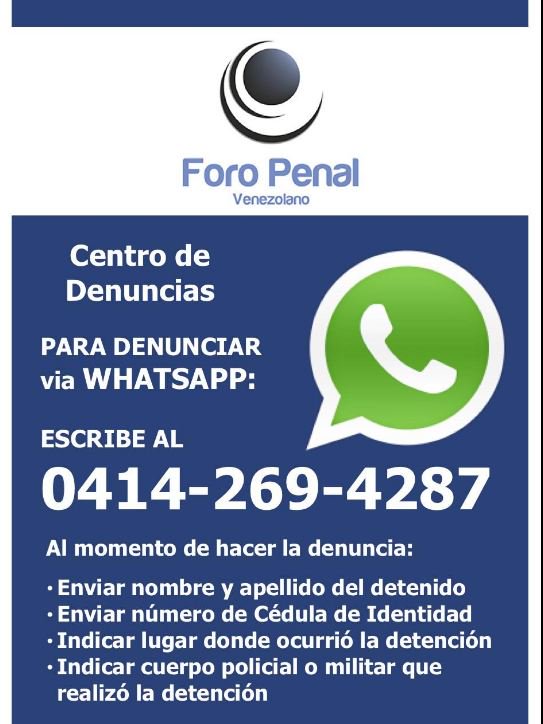 Foro Penal
Venezolano
Centro de
Denuncias
PARA DENUNCIAR
via WHATSAPP:
ESCRIBE AL
0414-269-4287
Al momento de hacer la denuncia:
· Enviar nombre y apellido del detenido
· Enviar número de Cédula de Identidad
· Indicar lugar donde ocurrió la detención
· Indicar cuerpo policial o militar que
realizó la detención